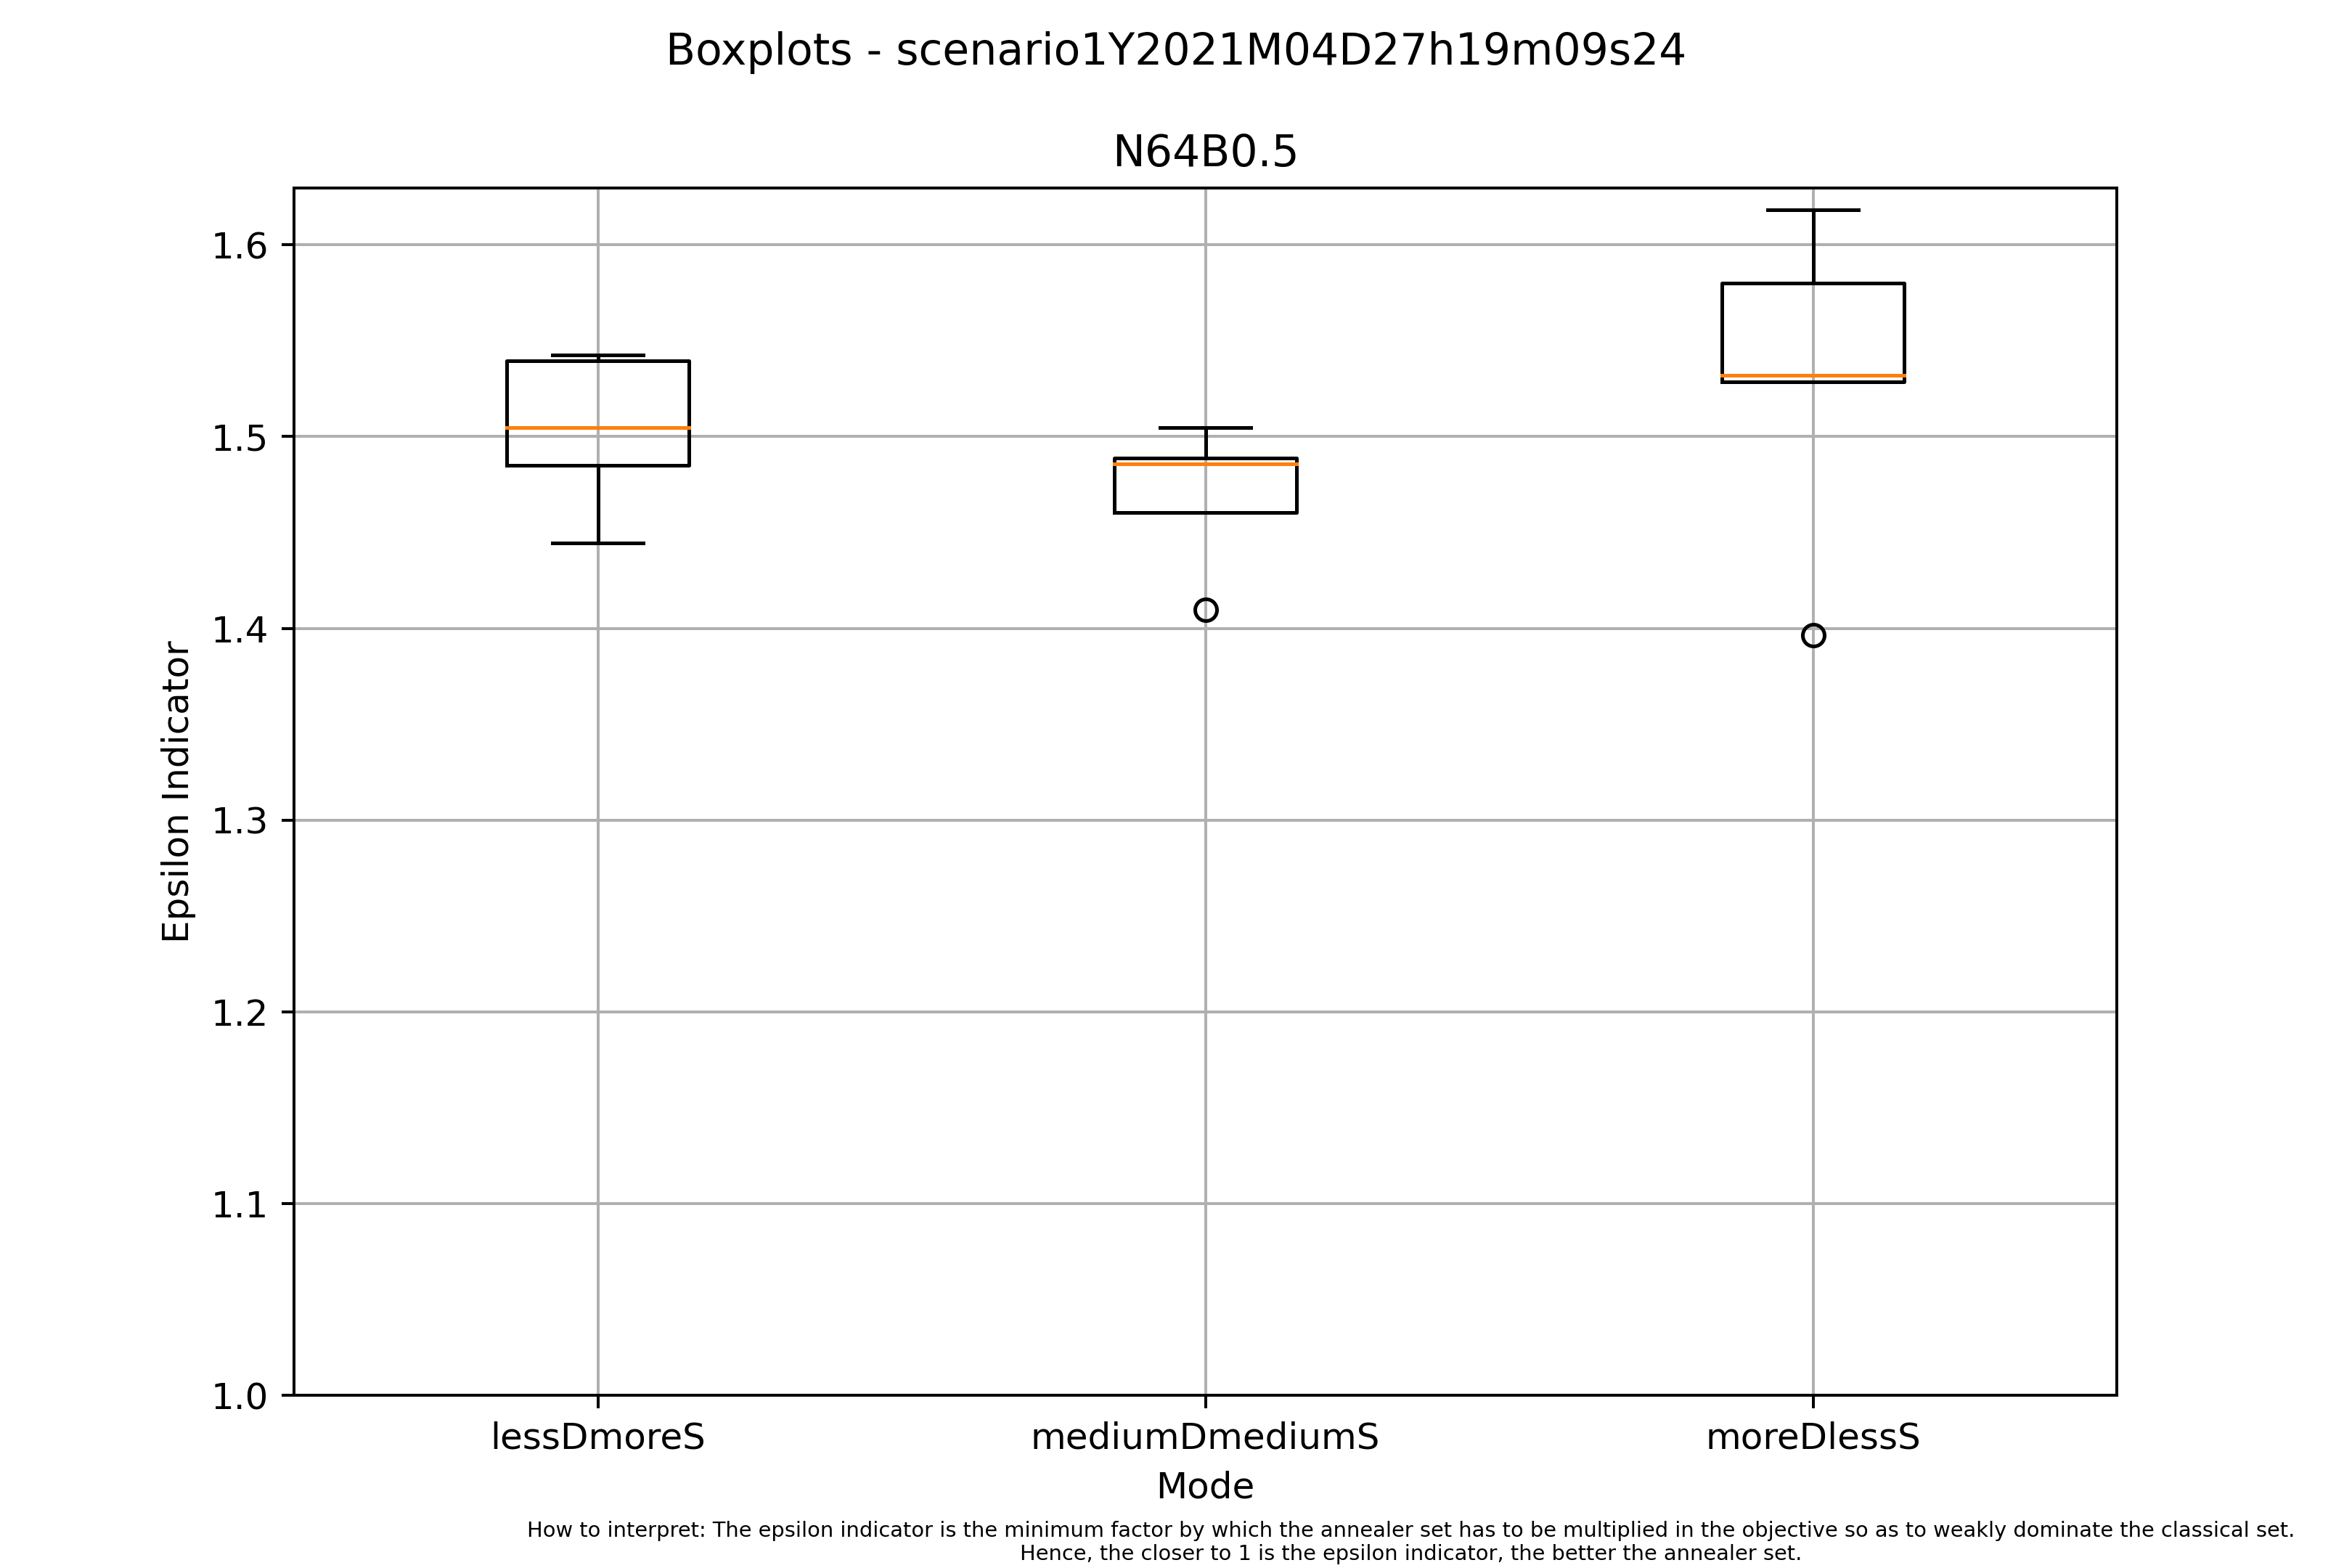 Boxplots - scenario1Y2021M04D27h19m09s24
N64B0.5
1.6
1.5
1.4
1.3
1.2
1.1
1.0
Epsilon Indicator
lessDmoreS
mediumDmediumS
moreDlessS
Mode
How to interpret: The epsilon indicator is the minimum factor by which the annealer set has to be multiplied in the objective so as to weakly dominate the classical set.
Hence, the closer to 1 is the epsilon indicator, the better the annealer set.